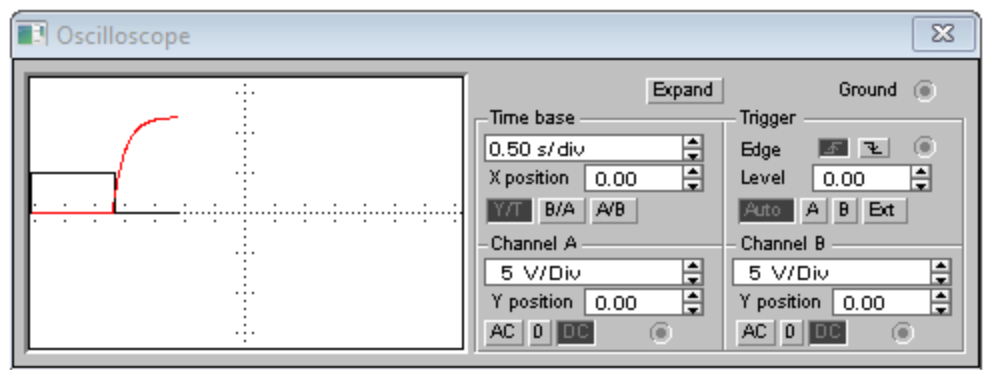 Oscilloscope
Expand
Ground
Time base
0.50 s/div
X position 0.00
Y/T B/A A/B
Trigger
Edge
Level 0.00
Auto A B Ext
Channel A
5 V/Div
Y position 0.00
AC 0 DC
Channel B
5 V/Div
Y position 0.00
AC 0 DC